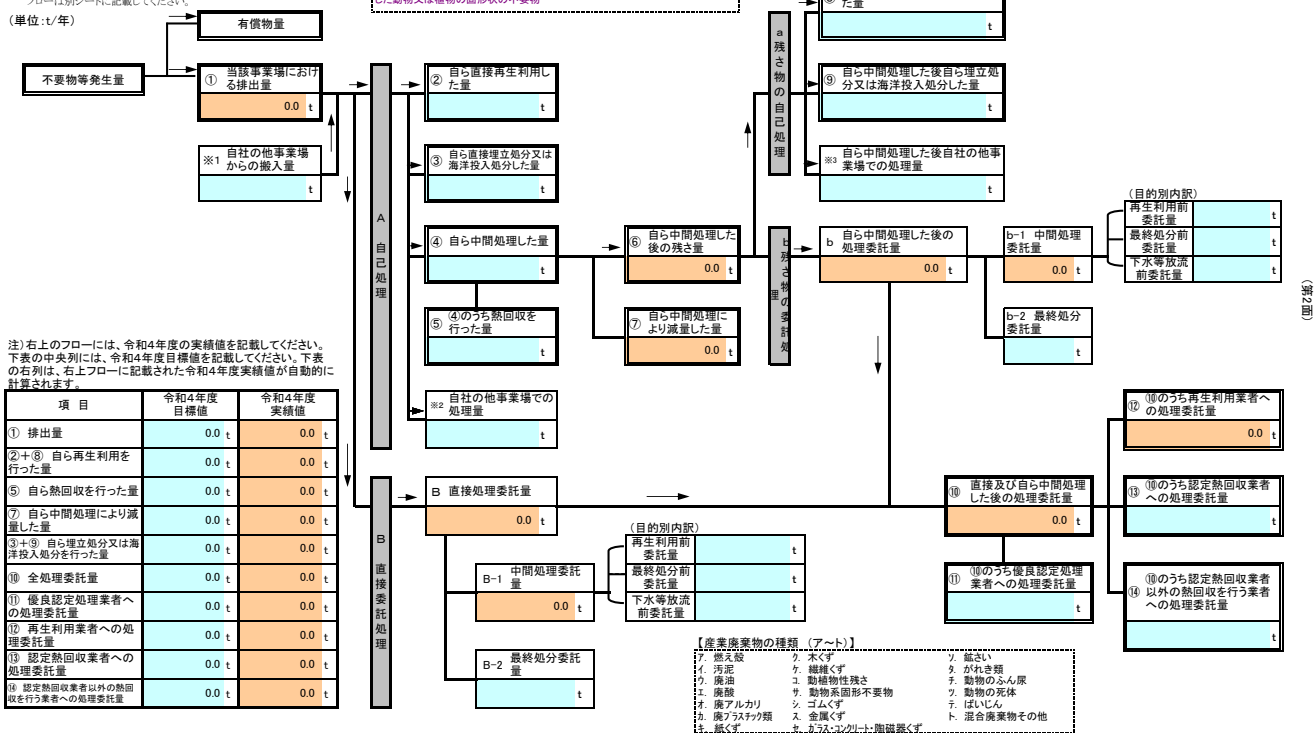 フローは別シートに記載してください。
した動物又は植物の固形状の不要物
(単位:t/年)
有償物量
不要物等発生量
① 当該事業場におけ
る排出量
0.0 t
※1 自社の他事業場
からの搬入量
t
A 自己処理
② 自ら直接再生利用し
た量
t
③ 自ら直接埋立処分又は
海洋投入処分した量
t
④ 自ら中間処理した量
t
⑤ ④のうち熱回収を
行った量
t
※2 自社の他事業場での
処理量
t
⑥ 自ら中間処理した
後の残さ量
0.0 t
⑦ 自ら中間処理に
より減量した量
0.0 t
a 残さ物の自己処理
た量
t
⑨ 自ら中間処理した後自ら埋立処
分又は海洋投入処分した量
t
※3 自ら中間処理した後自社の他事
業場での処理量
t
b 残さ物の委託処理
b 自ら中間処理した後の
処理委託量
0.0 t
b-1 中間処理
委託量
0.0 t
b-2 最終処分
委託量
t
(目的別内訳)
再生利用前
委託量
t
最終処分前
委託量
t
下水等放流
前委託量
t
(第2面)
注)右上のフローには、令和4年度の実績値を記載してください。
下表の中央列には、令和4年度目標値を記載してください。下表
の右列は、右上フローに記載された令和4年度実績値が自動的に
計算されます。
項 目 令和4年度
目標値 令和4年度
実績値
① 排出量 0.0 t 0.0 t
②+⑧ 自ら再生利用を
行った量 0.0 t 0.0 t
⑤ 自ら熱回収を行った量 0.0 t 0.0 t
⑦ 自ら中間処理により減
量した量 0.0 t 0.0 t
③+⑨ 自ら埋立処分又は海
洋投入処分を行った量 0.0 t 0.0 t
⑩ 全処理委託量 0.0 t 0.0 t
⑪ 優良認定処理業者へ
の処理委託量 0.0 t 0.0 t
⑫ 再生利用業者への処
理委託量 0.0 t 0.0 t
⑬ 認定熱回収業者への
処理委託量 0.0 t 0.0 t
⑭ 認定熱回収業者以外の熱回
収を行う業者への処理委託量 0.0 t 0.0 t
B 直接委託処理
B 直接処理委託量
0.0 t
B-1 中間処理委託
量
0.0 t
B-2 最終処分委託
量
t
(目的別内訳)
再生利用前
委託量
t
最終処分前
委託量
t
下水等放流
前委託量
t
⑩ 直接及び自ら中間処理
した後の処理委託量
0.0 t
⑪ ⑩のうち優良認定処理
業者への処理委託量
t
⑫ ⑩のうち再生利用業者へ
の処理委託量
0.0 t
⑬ ⑩のうち認定熱回収業者
への処理委託量
t
⑭ ⑩のうち認定熱回収業者
以外の熱回収を行う業者
への処理委託量
t
【産業廃棄物の種類 (ア~ト)】
ア. 燃え殻 ク. 木くず ソ. 鉱さい
イ. 汚泥 ケ. 繊維くず タ. がれき類
ウ. 廃油 コ. 動植物性残さ チ. 動物のふん尿
エ. 廃酸 サ. 動物系固形不要物 ツ. 動物の死体
オ. 廃アルカリ シ. ゴムくず テ. ばいじん
カ. 廃プラスチック類 ス. 金属くず ト. 混合廃棄物その他
キ. 紙くず セ. ガラス・コンクリート・陶磁器くず